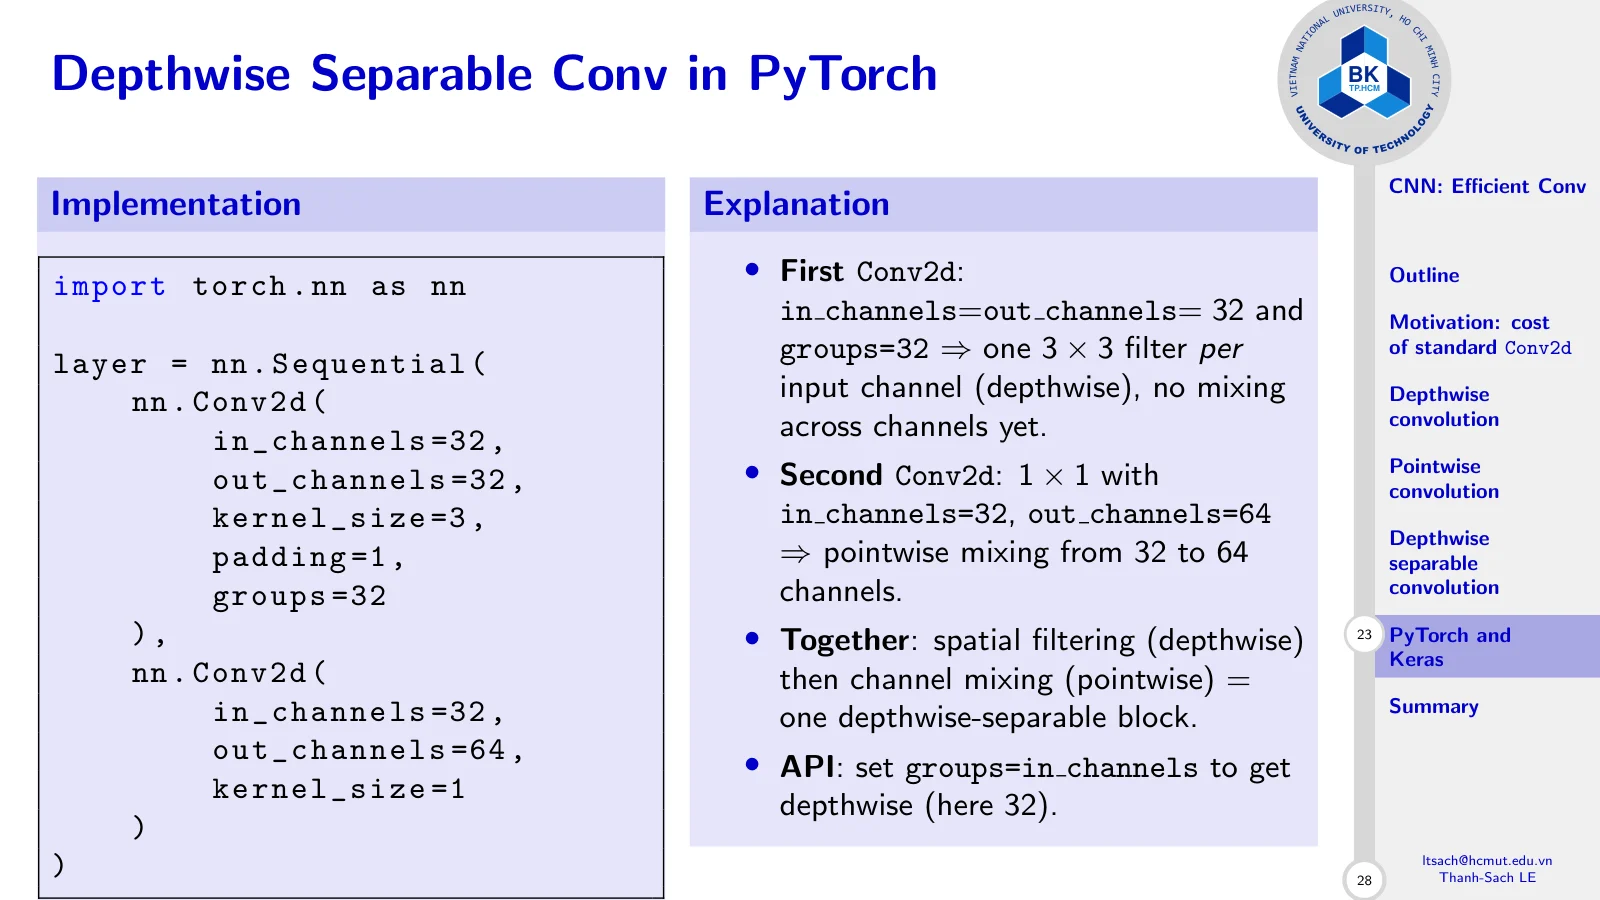 Depthwise Separable Conv in PyTorch
VIETNAM NATIONAL UNIVERSITY, HO CHI MINH CITY
BK
TP.HCM
UNIVERSITY OF TECHNOLOGY
Implementation
import torch.nn as nn
layer = nn.Sequential(
    nn.Conv2d(
        in_channels=32,
        out_channels=32,
        kernel_size=3,
        padding=1,
        groups=32
    ),
    nn.Conv2d(
        in_channels=32,
        out_channels=64,
        kernel_size=1
    )
)
Explanation
• First Conv2d:
in_channels=out_channels= 32 and
groups=32 ⇒ one 3 × 3 filter per
input channel (depthwise), no mixing
across channels yet.
• Second Conv2d: 1 × 1 with
in_channels=32, out_channels=64
⇒ pointwise mixing from 32 to 64
channels.
• Together: spatial filtering (depthwise)
then channel mixing (pointwise) =
one depthwise-separable block.
• API: set groups=in_channels to get
depthwise (here 32).
CNN: Efficient Conv
Outline
Motivation: cost
of standard Conv2d
Depthwise
convolution
Pointwise
convolution
Depthwise
separable
convolution
23
PyTorch and
Keras
Summary
ltsach@hcmut.edu.vn
Thanh-Sach LE
28